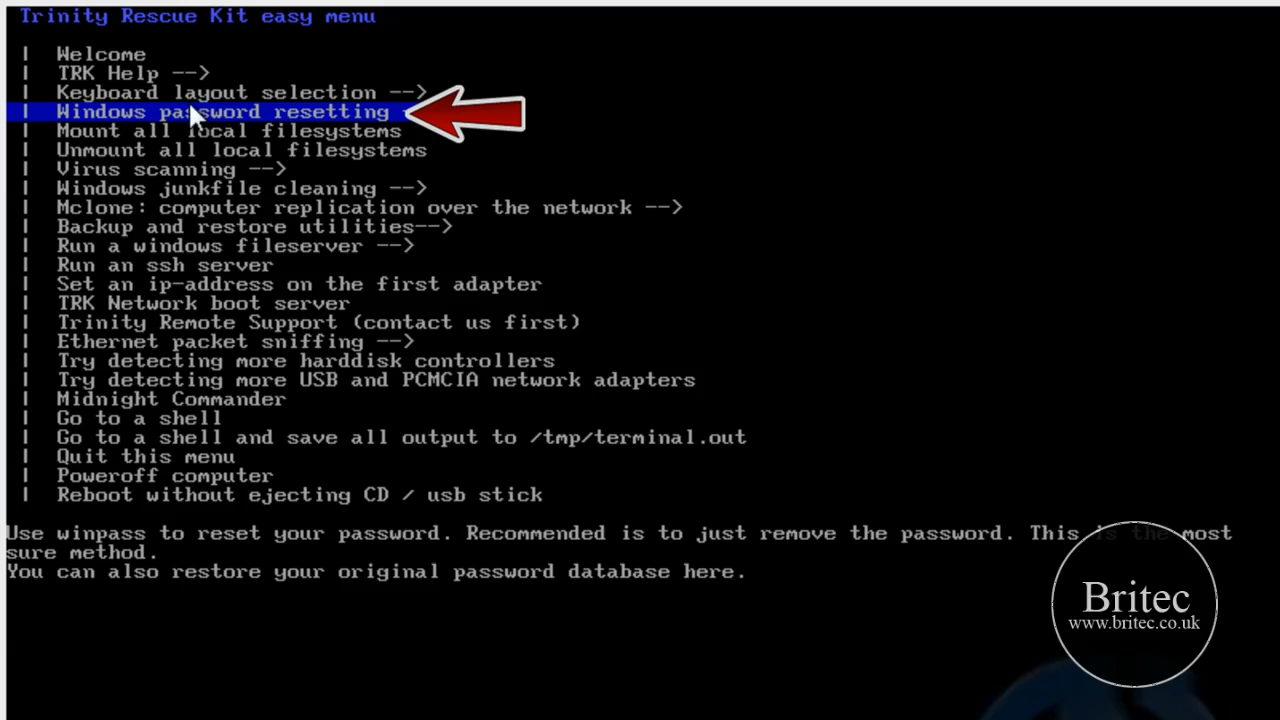 Trinity Rescue Kit easy menu
| Welcome
| TRK Help -->
| Keyboard layout selection -->
| Windows password resetting
| Mount all local filesystems
| Unmount all local filesystems
| Virus scanning -->
| Windows junkfile cleaning -->
| Mclone: computer replication over the network -->
| Backup and restore utilities-->
| Run a windows fileserver -->
| Run an ssh server
| Set an ip-address on the first adapter
| TRK Network boot server
| Trinity Remote Support (contact us first)
| Ethernet packet sniffing -->
| Try detecting more harddisk controllers
| Try detecting more USB and PCMCIA network adapters
| Midnight Commander
| Go to a shell
| Go to a shell and save all output to /tmp/terminal.out
| Quit this menu
| Poweroff computer
| Reboot without ejecting CD / usb stick
Use winpass to reset your password. Recommended is to just remove the password. This is the most
sure method.
You can also restore your original password database here.
Britec
www.britec.co.uk